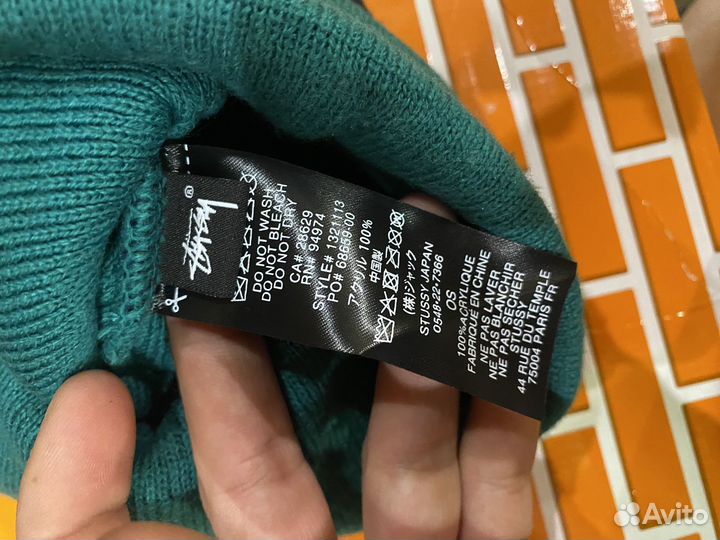 STÜSSY
®
DO NOT WASH
DO NOT BLEACH
DO NOT DRY
CA# 28629
RN# 94974
STYLE# 1321113
PO# 68669-00
アクリル 100%
中国製
(株)ジャック
STUSSY JAPAN
0548-22-7366
OS
100%ACRYLIQUE
FABRIQUE EN CHINE
NE PAS LAVER
NE PAS BLANCHIR
NE PAS SECHER
STUSSY
44 RUE DU TEMPLE
75004 PARIS FR
Avito